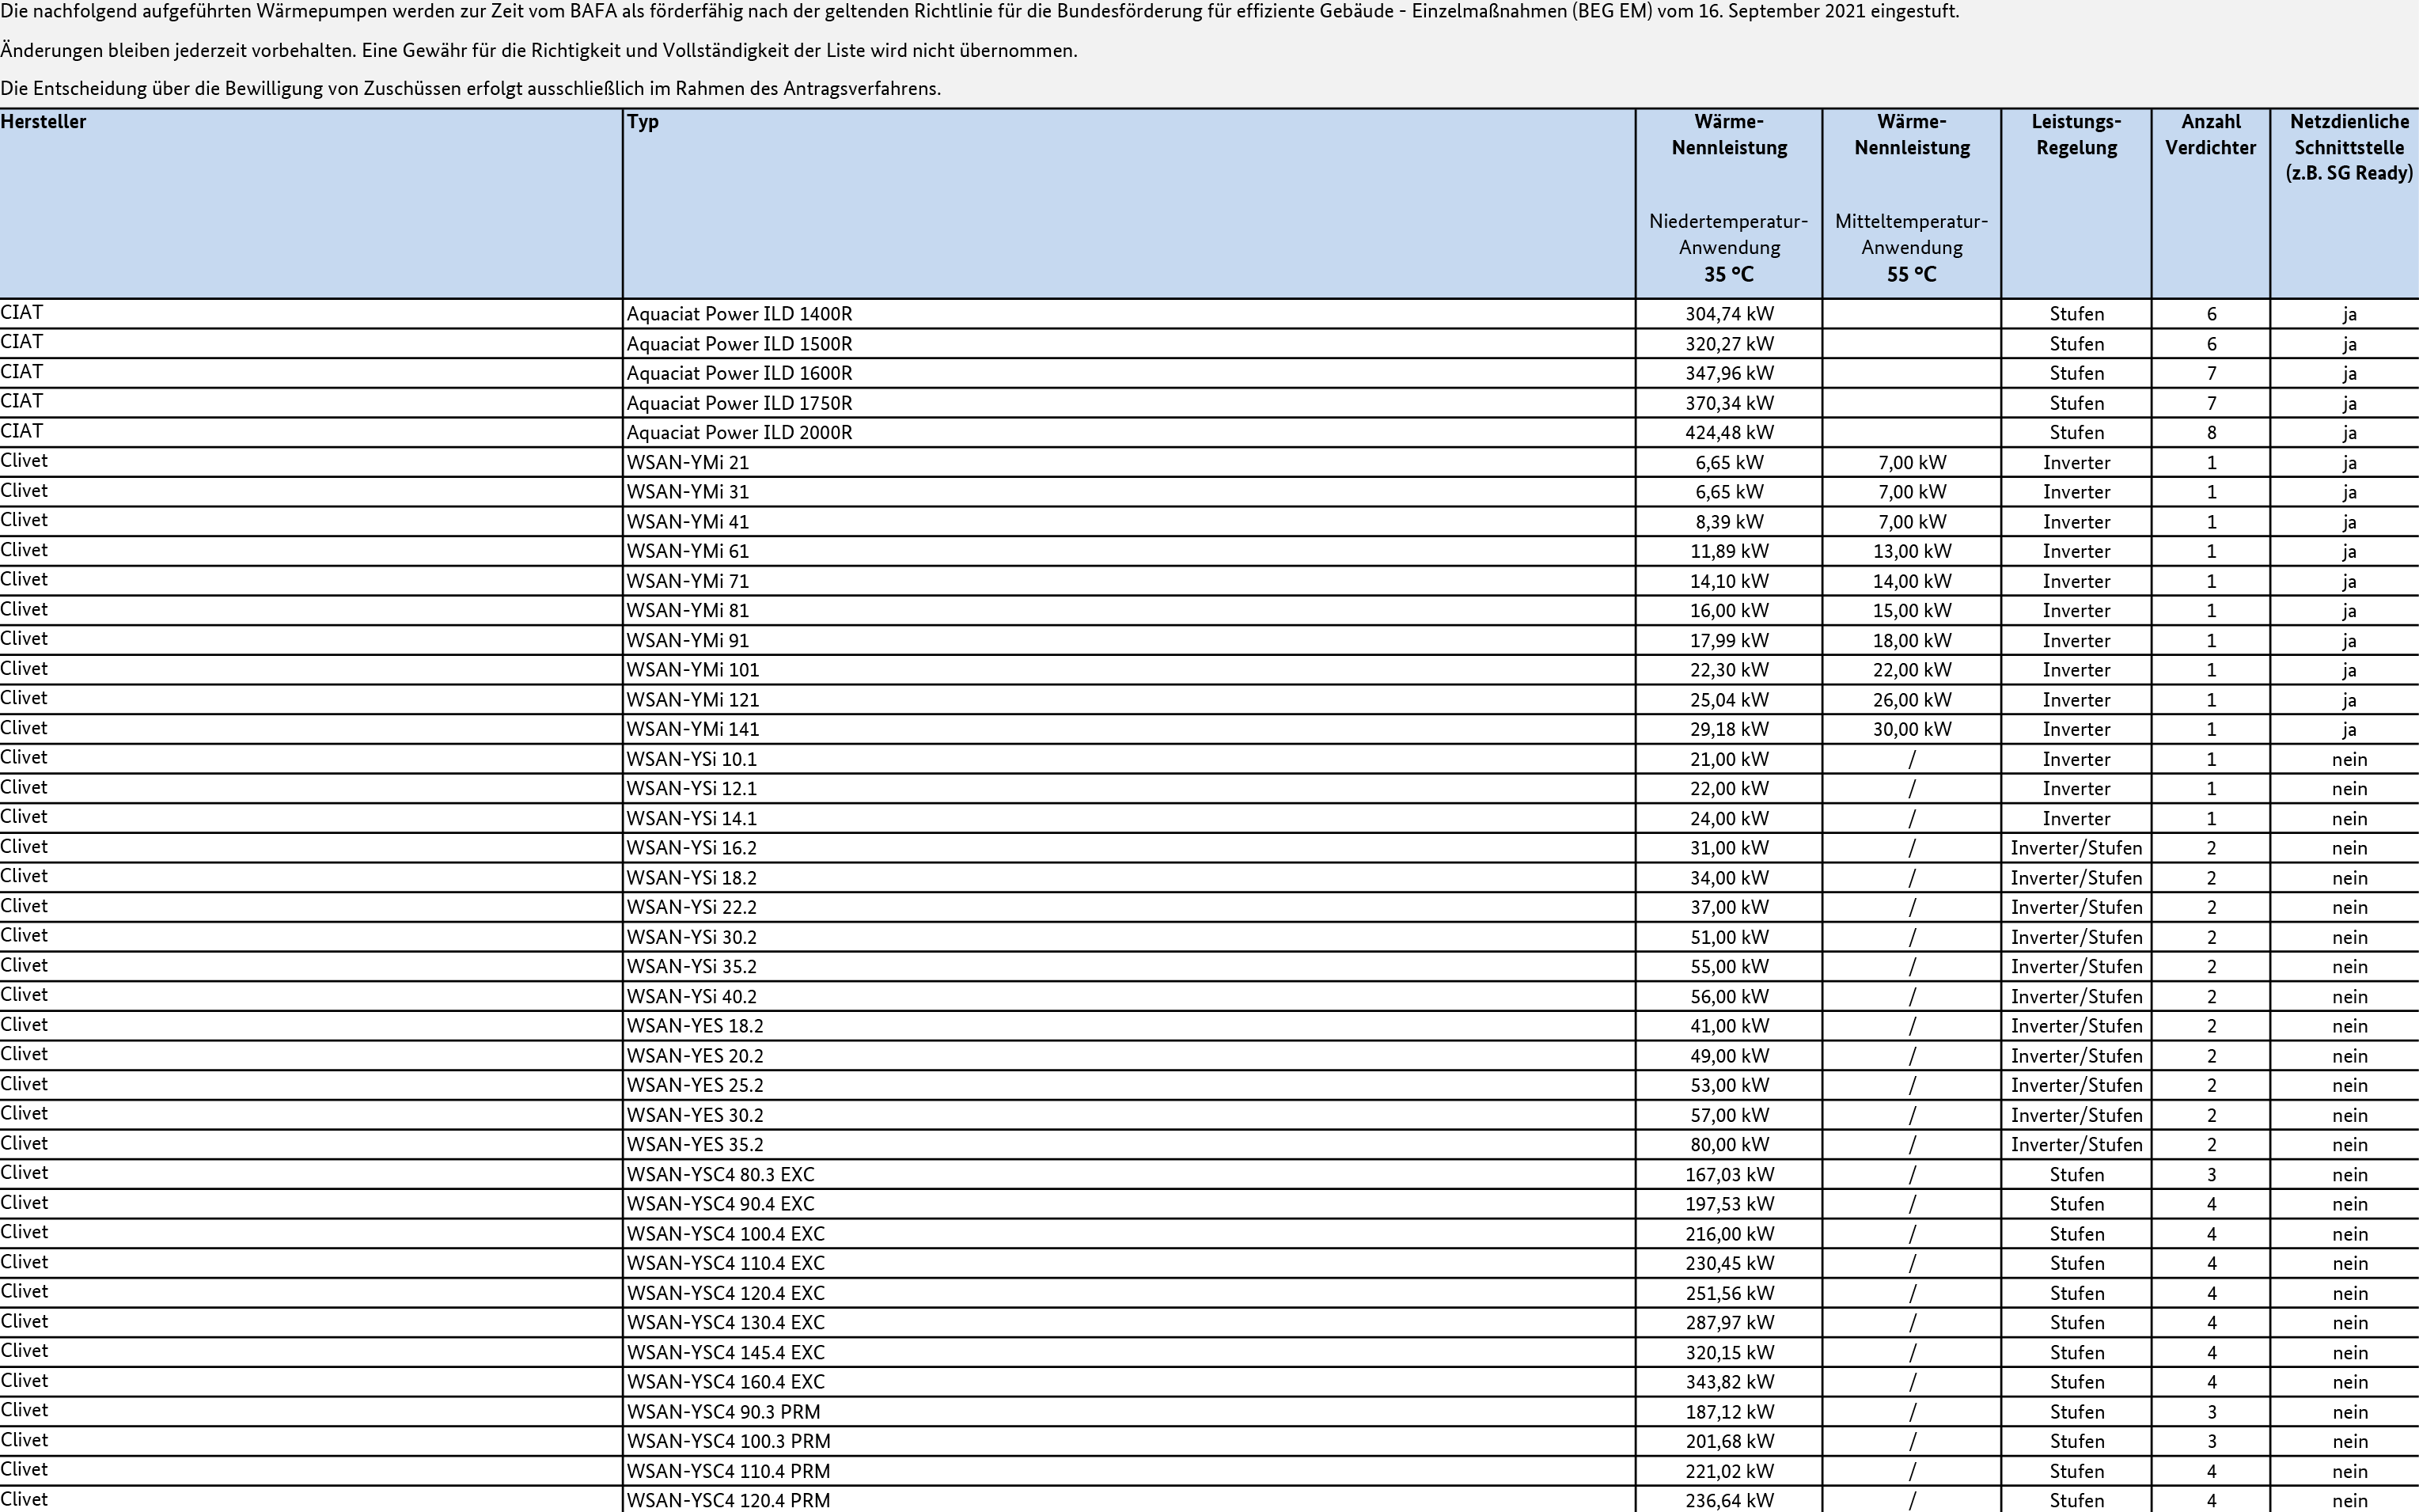 Die nachfolgend aufgeführten Wärmepumpen werden zur Zeit vom BAFA als förderfähig nach der geltenden Richtlinie für die Bundesförderung für effiziente Gebäude - Einzelmaßnahmen (BEG EM) vom 16. September 2021 eingestuft.
Änderungen bleiben jederzeit vorbehalten. Eine Gewähr für die Richtigkeit und Vollständigkeit der Liste wird nicht übernommen.
Die Entscheidung über die Bewilligung von Zuschüssen erfolgt ausschließlich im Rahmen des Antragsverfahrens.
Hersteller Typ Wärme- Wärme- Leistungs- Anzahl Netzdienliche
Nennleistung Nennleistung Regelung Verdichter Schnittstelle
(z.B. SG Ready)
Niedertemperatur- Mitteltemperatur-
Anwendung Anwendung
35 °C 55 °C
CIAT Aquaciat Power ILD 1400R 304,74 kW Stufen 6 ja
CIAT Aquaciat Power ILD 1500R 320,27 kW Stufen 6 ja
CIAT Aquaciat Power ILD 1600R 347,96 kW Stufen 7 ja
CIAT Aquaciat Power ILD 1750R 370,34 kW Stufen 7 ja
CIAT Aquaciat Power ILD 2000R 424,48 kW Stufen 8 ja
Clivet WSAN-YMi 21 6,65 kW 7,00 kW Inverter 1 ja
Clivet WSAN-YMi 31 6,65 kW 7,00 kW Inverter 1 ja
Clivet WSAN-YMi 41 8,39 kW 7,00 kW Inverter 1 ja
Clivet WSAN-YMi 61 11,89 kW 13,00 kW Inverter 1 ja
Clivet WSAN-YMi 71 14,10 kW 14,00 kW Inverter 1 ja
Clivet WSAN-YMi 81 16,00 kW 15,00 kW Inverter 1 ja
Clivet WSAN-YMi 91 17,99 kW 18,00 kW Inverter 1 ja
Clivet WSAN-YMi 101 22,30 kW 22,00 kW Inverter 1 ja
Clivet WSAN-YMi 121 25,04 kW 26,00 kW Inverter 1 ja
Clivet WSAN-YMi 141 29,18 kW 30,00 kW Inverter 1 ja
Clivet WSAN-YSi 10.1 21,00 kW / Inverter 1 nein
Clivet WSAN-YSi 12.1 22,00 kW / Inverter 1 nein
Clivet WSAN-YSi 14.1 24,00 kW / Inverter 1 nein
Clivet WSAN-YSi 16.2 31,00 kW / Inverter/Stufen 2 nein
Clivet WSAN-YSi 18.2 34,00 kW / Inverter/Stufen 2 nein
Clivet WSAN-YSi 22.2 37,00 kW / Inverter/Stufen 2 nein
Clivet WSAN-YSi 30.2 51,00 kW / Inverter/Stufen 2 nein
Clivet WSAN-YSi 35.2 55,00 kW / Inverter/Stufen 2 nein
Clivet WSAN-YSi 40.2 56,00 kW / Inverter/Stufen 2 nein
Clivet WSAN-YES 18.2 41,00 kW / Inverter/Stufen 2 nein
Clivet WSAN-YES 20.2 49,00 kW / Inverter/Stufen 2 nein
Clivet WSAN-YES 25.2 53,00 kW / Inverter/Stufen 2 nein
Clivet WSAN-YES 30.2 57,00 kW / Inverter/Stufen 2 nein
Clivet WSAN-YES 35.2 80,00 kW / Inverter/Stufen 2 nein
Clivet WSAN-YSC4 80.3 EXC 167,03 kW / Stufen 3 nein
Clivet WSAN-YSC4 90.4 EXC 197,53 kW / Stufen 4 nein
Clivet WSAN-YSC4 100.4 EXC 216,00 kW / Stufen 4 nein
Clivet WSAN-YSC4 110.4 EXC 230,45 kW / Stufen 4 nein
Clivet WSAN-YSC4 120.4 EXC 251,56 kW / Stufen 4 nein
Clivet WSAN-YSC4 130.4 EXC 287,97 kW / Stufen 4 nein
Clivet WSAN-YSC4 145.4 EXC 320,15 kW / Stufen 4 nein
Clivet WSAN-YSC4 160.4 EXC 343,82 kW / Stufen 4 nein
Clivet WSAN-YSC4 90.3 PRM 187,12 kW / Stufen 3 nein
Clivet WSAN-YSC4 100.3 PRM 201,68 kW / Stufen 3 nein
Clivet WSAN-YSC4 110.4 PRM 221,02 kW / Stufen 4 nein
Clivet WSAN-YSC4 120.4 PRM 236,64 kW / Stufen 4 nein